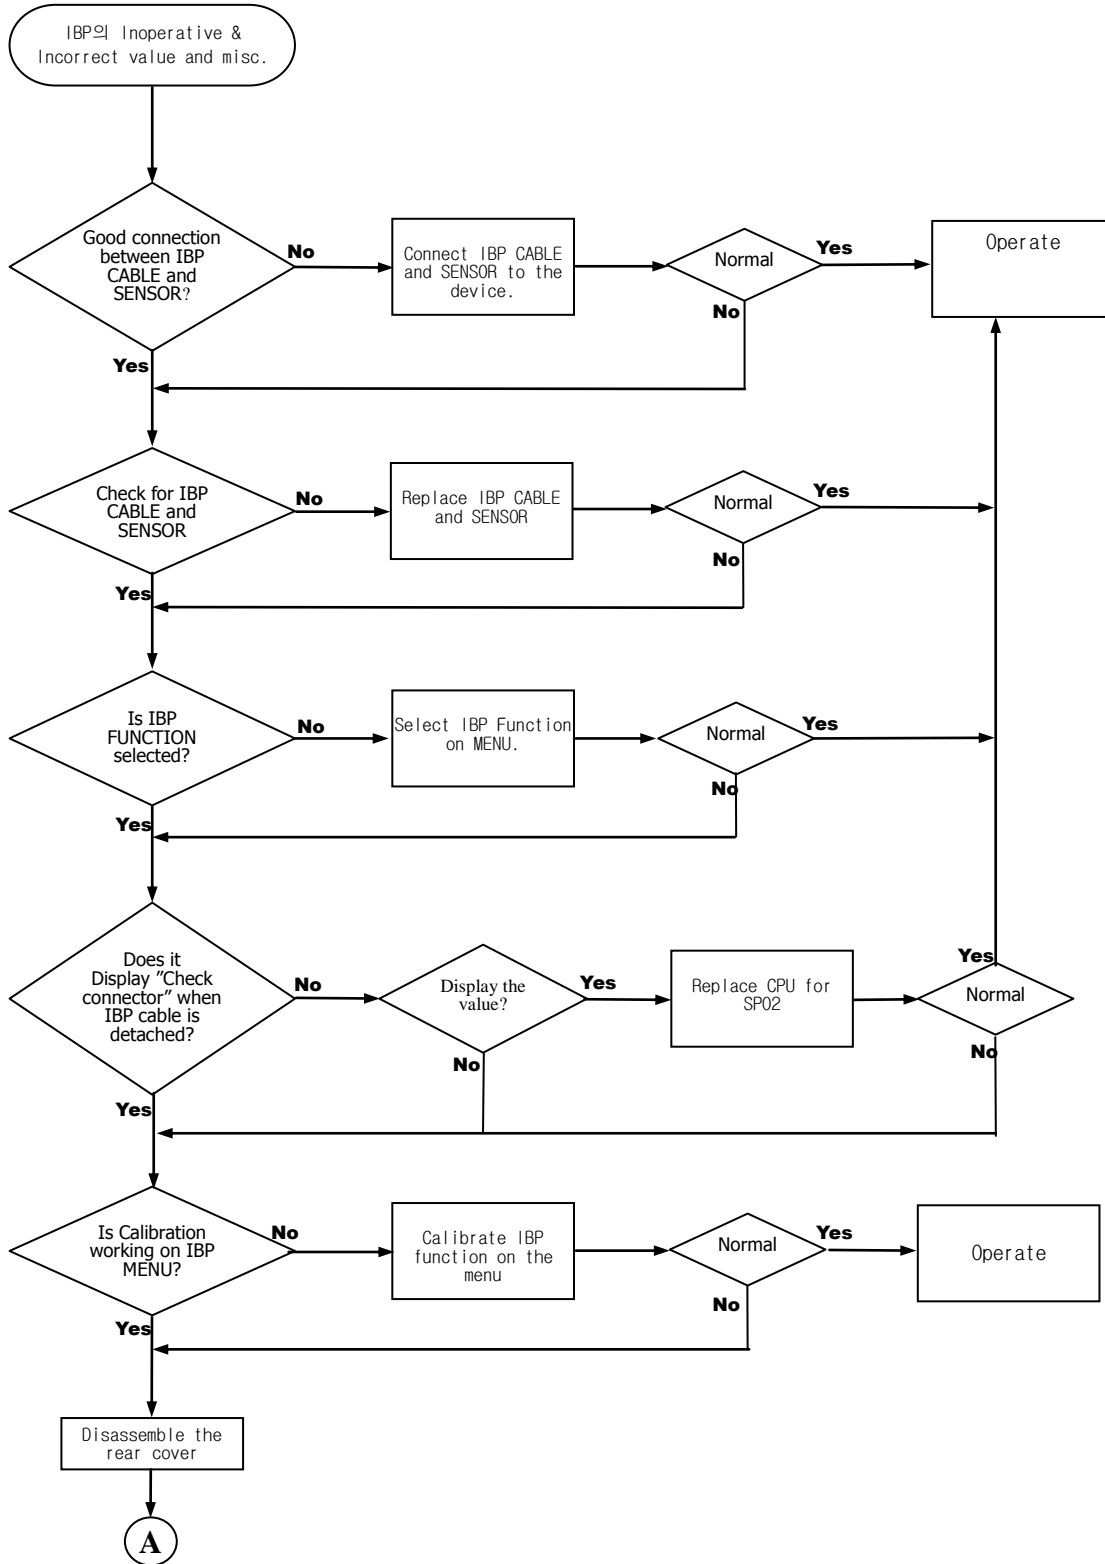 IBP의 Inoperative &
Incorrect value and misc.
Good connection
between IBP
CABLE and
SENSOR?
No
Connect IBP CABLE
and SENSOR to the
device.
Normal
Yes
Operate
No
Yes
Check for IBP
CABLE and
SENSOR
No
Replace IBP CABLE
and SENSOR
Normal
Yes
No
Yes
Is IBP
FUNCTION
selected?
No
Select IBP Function
on MENU.
Normal
Yes
No
Yes
Does it
Display "Check
connector" when
IBP cable is
detached?
No
Display the
value?
Yes
Replace CPU for
SPO2
Yes
Normal
No
No
Yes
Is Calibration
working on IBP
MENU?
No
Calibrate IBP
function on the
menu
Normal
Yes
Operate
No
Yes
Disassemble the
rear cover
A